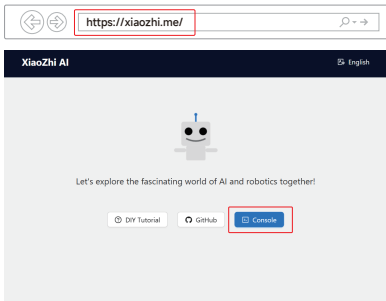 https://xiaozhi.me/
XiaoZhi AI
English
Let's explore the fascinating world of AI and robotics together!
DIY Tutorial
GitHub
Console